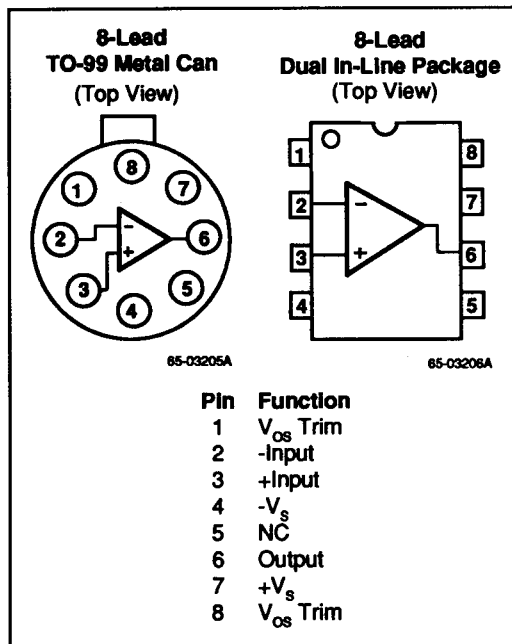 8-Lead
TO-99 Metal Can
(Top View)
8
1
7
2
-
6
+
3
5
4
65-03205A
8-Lead
Dual In-Line Package
(Top View)
1
8
2
-
7
3
+
6
4
5
65-03206A
Pin Function
1 Vos Trim
2 -Input
3 +Input
4 -Vs
5 NC
6 Output
7 +Vs
8 Vos Trim